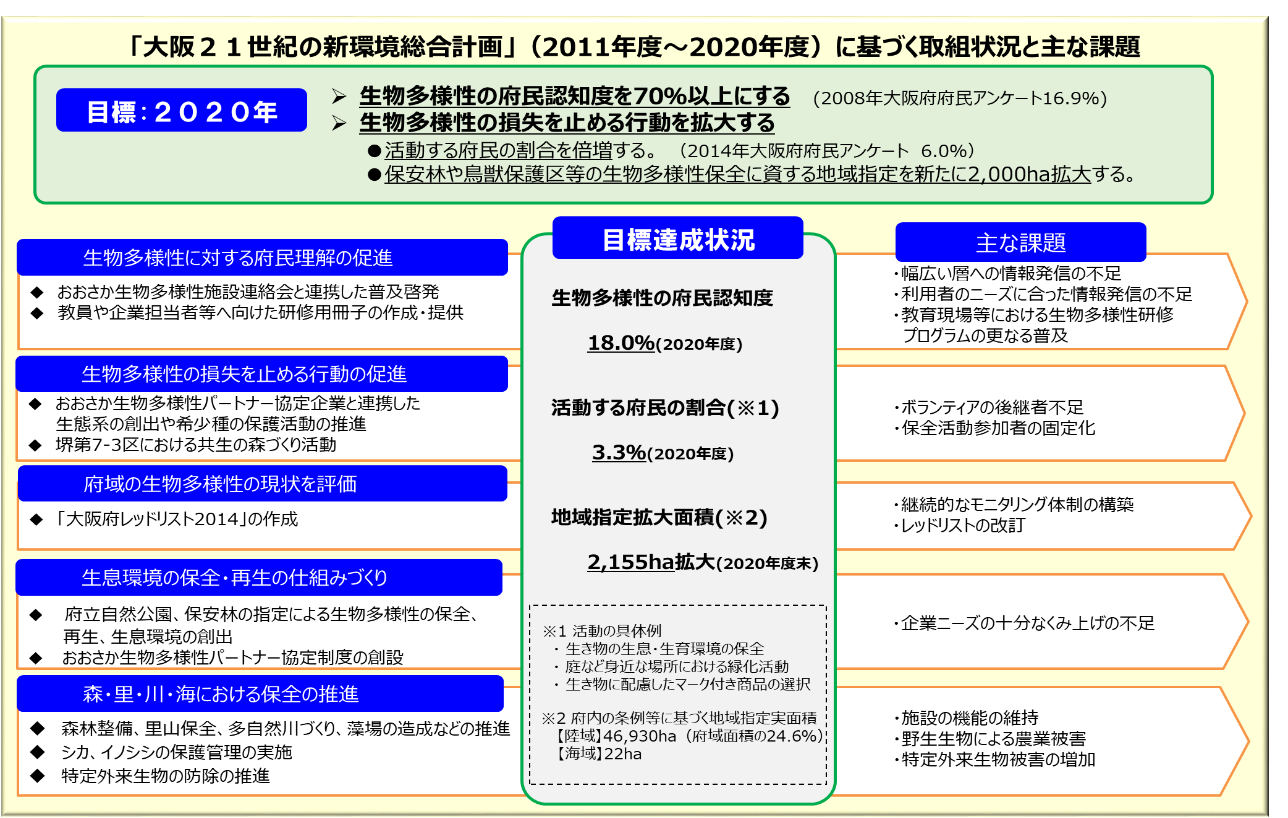 「大阪２１世紀の新環境総合計画」（2011年度～2020年度）に基づく取組状況と主な課題
目標：２０２０年
➢ 生物多様性の府民認知度を70%以上にする （2008年大阪府府民アンケート16.9%）
➢ 生物多様性の損失を止める行動を拡大する
●活動する府民の割合を倍増する。（2014年大阪府府民アンケート 6.0%）
●保安林や鳥獣保護区等の生物多様性保全に資する地域指定を新たに2,000ha拡大する。
生物多様性に対する府民理解の促進
◆ おおさか生物多様性施設連絡会と連携した普及啓発
◆ 教員や企業担当者等へ向けた研修用冊子の作成・提供
生物多様性の損失を止める行動の促進
◆ おおさか生物多様性パートナー協定企業と連携した
生態系の創出や希少種の保護活動の推進
◆ 堺第7-3区における共生の森づくり活動
府域の生物多様性の現状を評価
◆ 「大阪府レッドリスト2014」の作成
生息環境の保全・再生の仕組みづくり
◆ 府立自然公園、保安林の指定による生物多様性の保全、
再生、生息環境の創出
◆ おおさか生物多様性パートナー協定制度の創設
森・里・川・海における保全の推進
◆ 森林整備、里山保全、多自然川づくり、藻場の造成などの推進
◆ シカ、イノシシの保護管理の実施
◆ 特定外来生物の防除の推進
目標達成状況
生物多様性の府民認知度
18.0%(2020年度)
活動する府民の割合(※1)
3.3%(2020年度)
地域指定拡大面積(※2)
2,155ha拡大(2020年度末)
※1 活動の具体例
・ 生き物の生息・生育環境の保全
・ 庭など身近な場所における緑化活動
・ 生き物に配慮したマーク付き商品の選択
※2 府内の条例等に基づく地域指定実面積
【陸域】46,930ha（府域面積の24.6%）
【海域】22ha
主な課題
・幅広い層への情報発信の不足
・利用者のニーズに合った情報発信の不足
・教育現場等における生物多様性研修
プログラムの更なる普及
・ボランティアの後継者不足
・保全活動参加者の固定化
・継続的なモニタリング体制の構築
・レッドリストの改訂
・企業ニーズの十分なくみ上げの不足
・施設の機能の維持
・野生生物による農業被害
・特定外来生物被害の増加